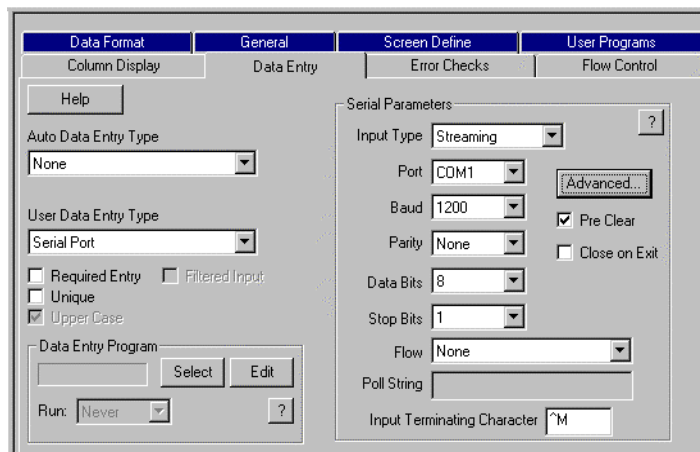 Data Format General Screen Define User Programs
Column Display Data Entry Error Checks Flow Control
Help
Auto Data Entry Type
None
User Data Entry Type
Serial Port
Required Entry Filtered Input
Unique
Upper Case
Data Entry Program
Select Edit
Run: Never ?
Serial Parameters
?
Input Type Streaming
Port COM1
Advanced...
Baud 1200
Pre Clear
Parity None
Close on Exit
Data Bits 8
Stop Bits 1
Flow None
Poll String
Input Terminating Character ^M